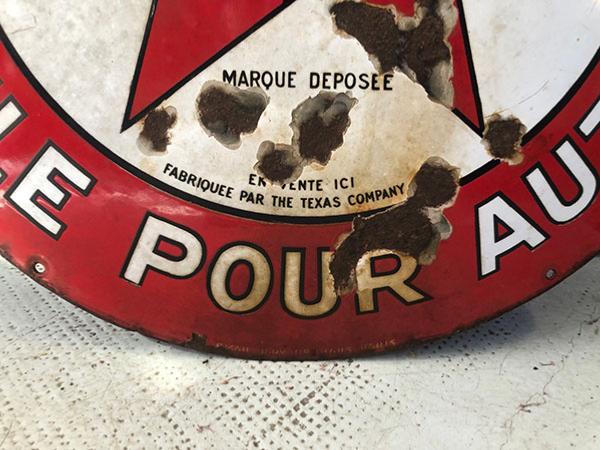 MARQUE DEPOSEE
EN VENTE ICI
FABRIQUEE PAR THE TEXAS COMPANY
LE POUR AUT